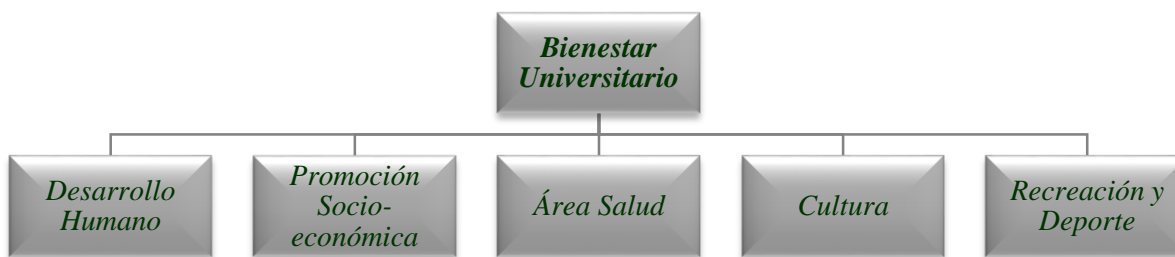 Bienestar
Universitario
Desarrollo
Humano
Promoción
Socio-
económica
Área Salud
Cultura
Recreación y
Deporte